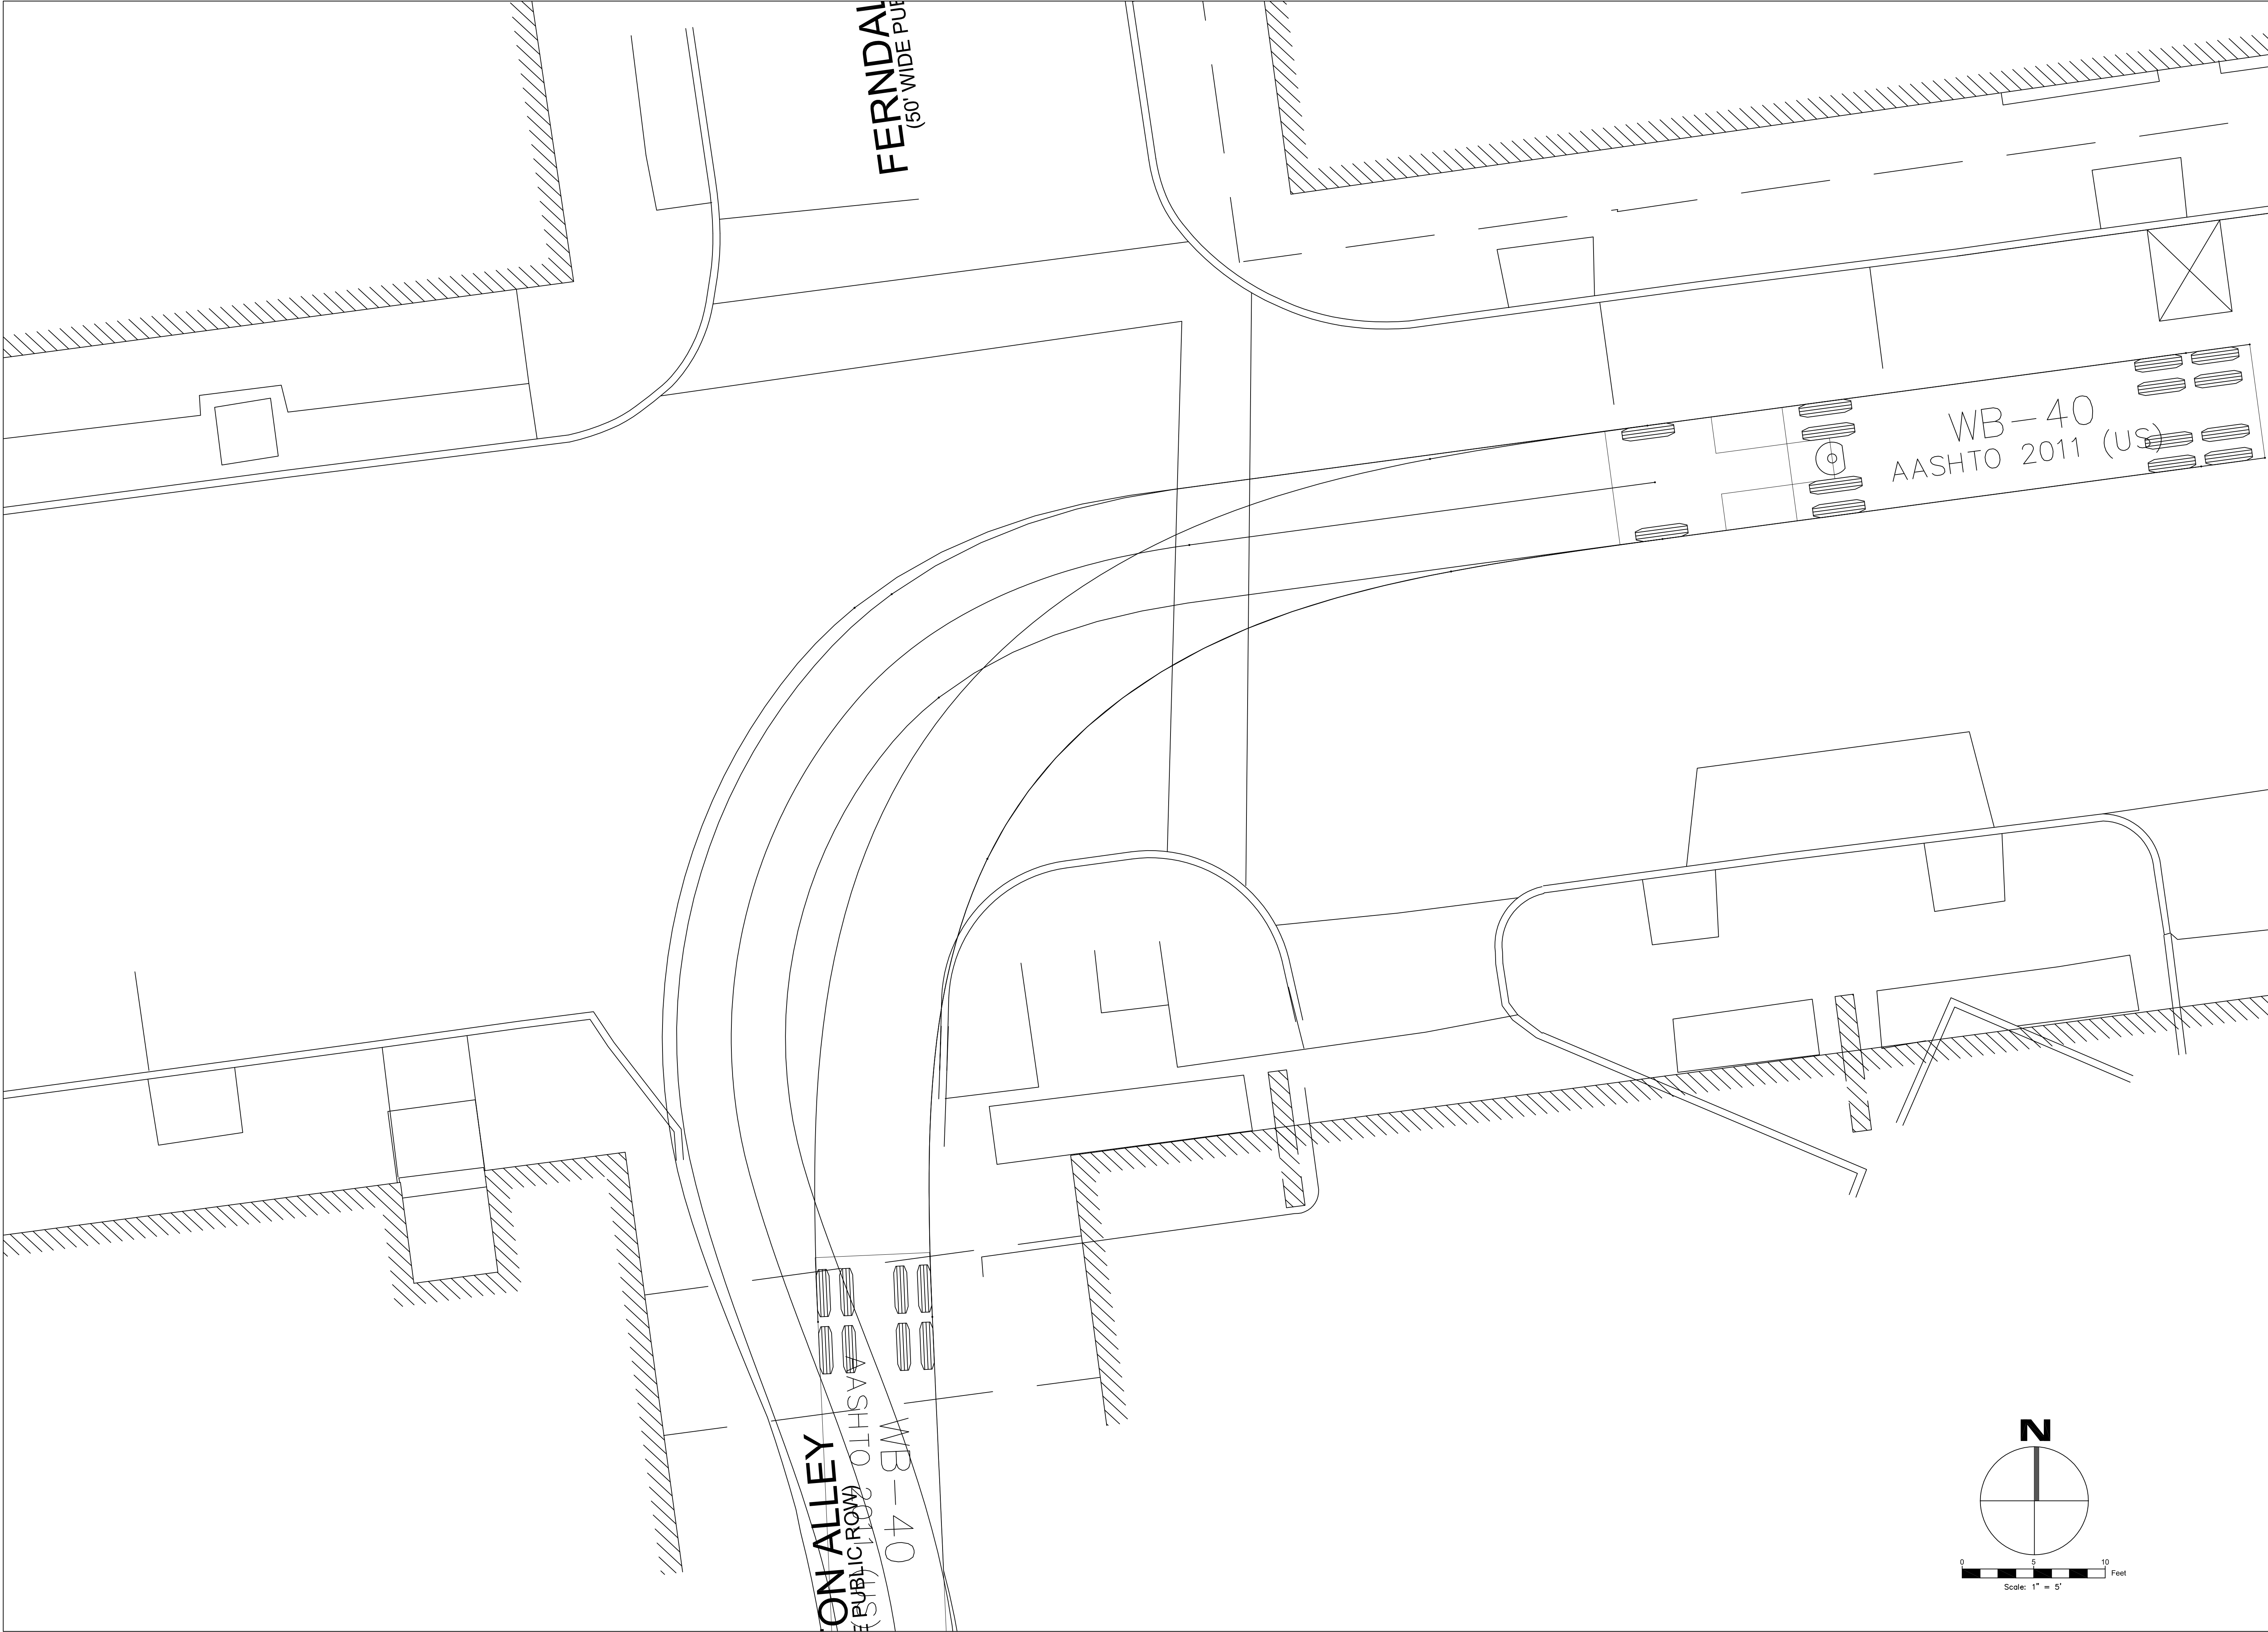 FERNDAL
(50' WIDE PUB
WB-40
AASHTO 2011 (US)
WB-40
AASHTO 2011 (US)
ON ALLEY
PUBLIC ROW)
N
0 5 10
Feet
Scale: 1" = 5'